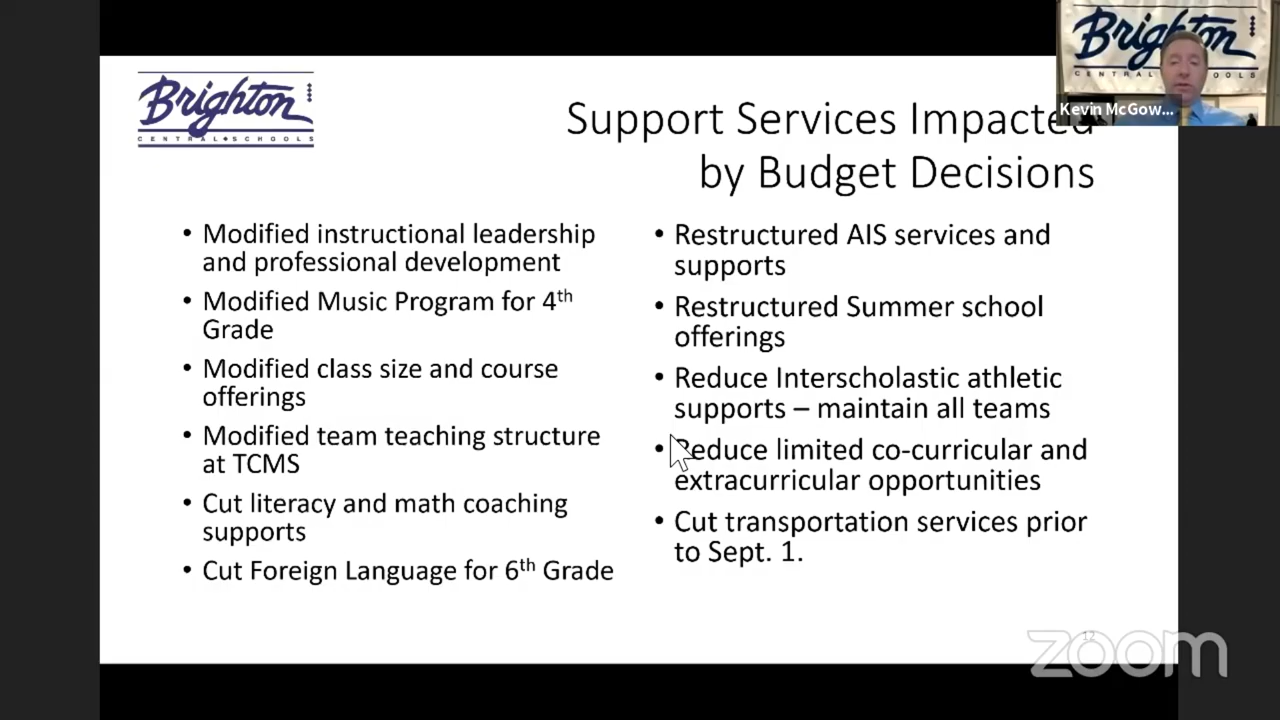 Brighton
CENTRAL SCHOOLS
Brighton
CENTRAL SCHOOLS
Kevin McGow...
Support Services Impacted
by Budget Decisions
• Modified instructional leadership
and professional development
• Modified Music Program for 4th
Grade
• Modified class size and course
offerings
• Modified team teaching structure
at TCMS
• Cut literacy and math coaching
supports
• Cut Foreign Language for 6th Grade
• Restructured AIS services and
supports
• Restructured Summer school
offerings
• Reduce Interscholastic athletic
supports – maintain all teams
• Reduce limited co-curricular and
extracurricular opportunities
• Cut transportation services prior
to Sept. 1.
12
zoom